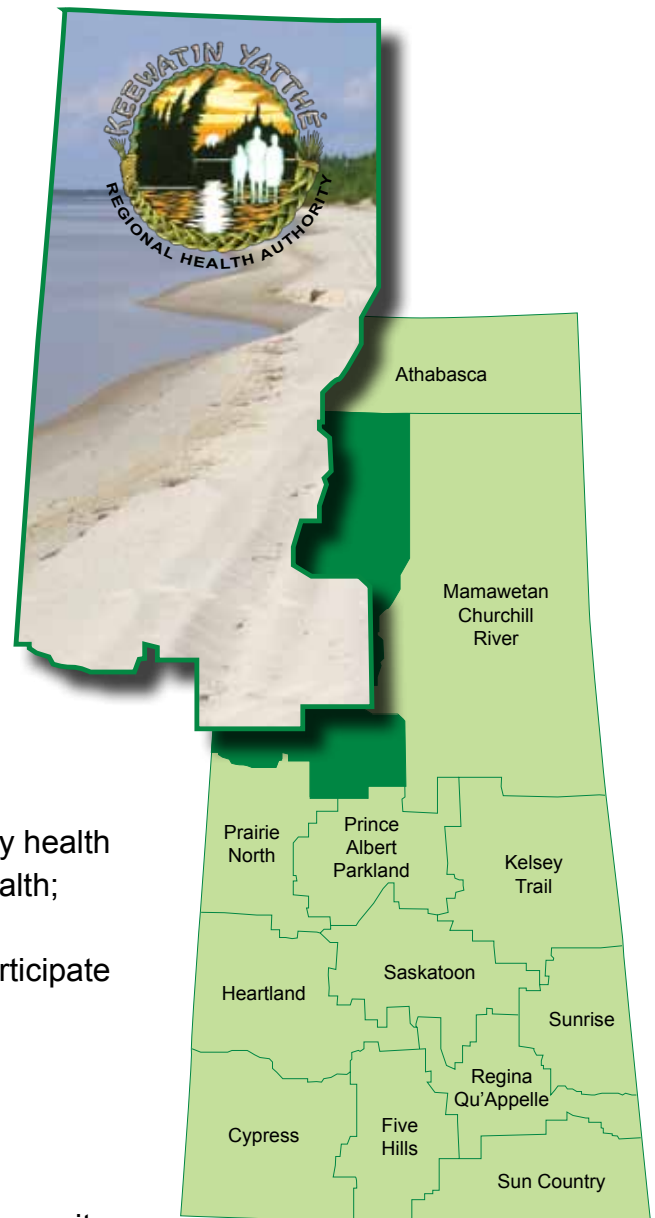 KEEWATIN YATTHÉ
REGIONAL HEALTH AUTHORITY
Athabasca
Mamawetan
Churchill
River
Prairie
North
Prince
Albert
Parkland
Kelsey
Trail
y health
alth;
rticipate
Heartland
Saskatoon
Sunrise
Regina
Qu'Appelle
Cypress
Five
Hills
Sun Country